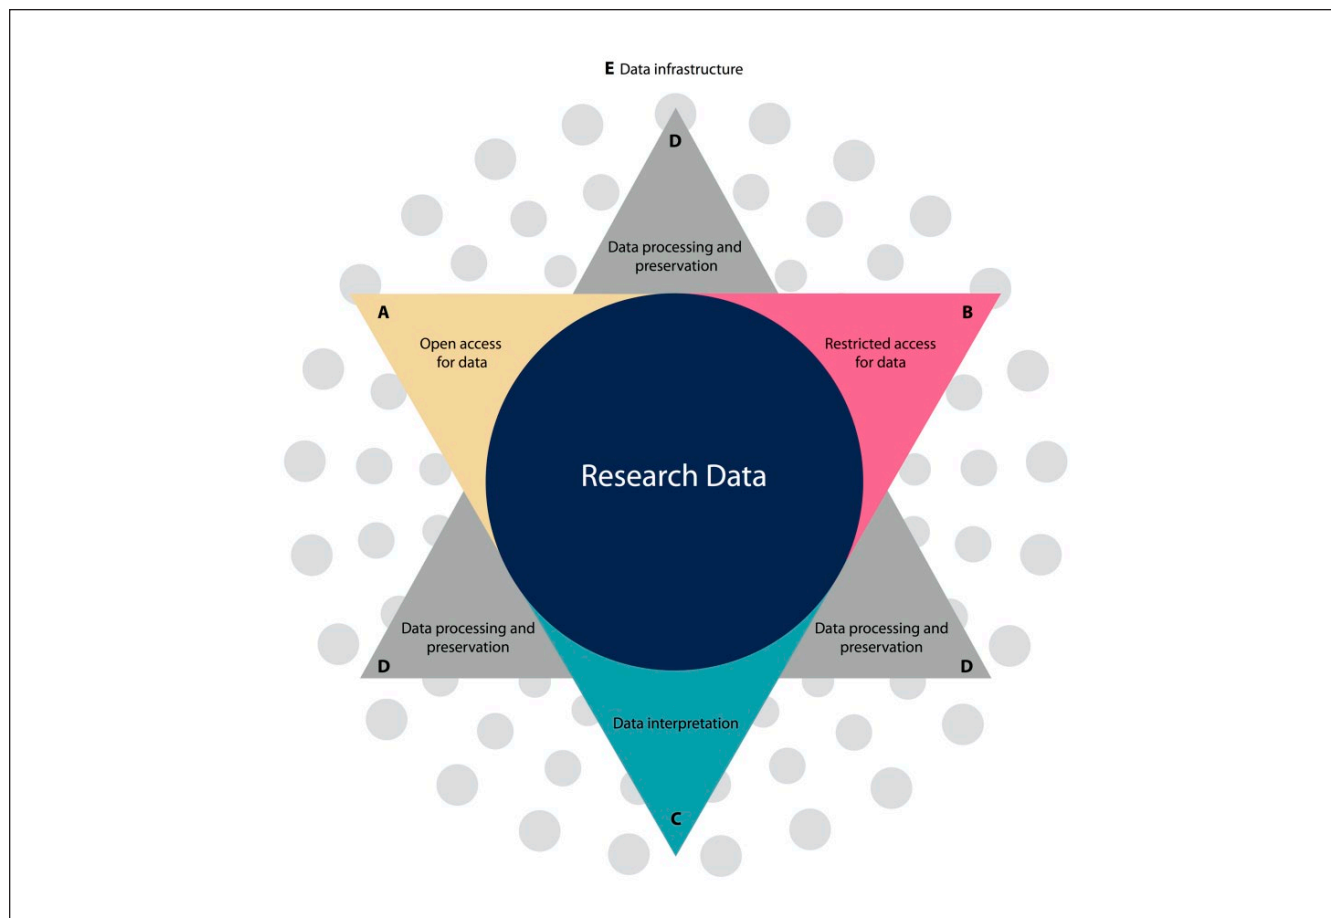 E Data infrastructure
D
Data processing and
preservation
A
B
Open access
for data
Restricted access
for data
Research Data
Data processing and
preservation
D
Data processing and
preservation
D
Data interpretation
C